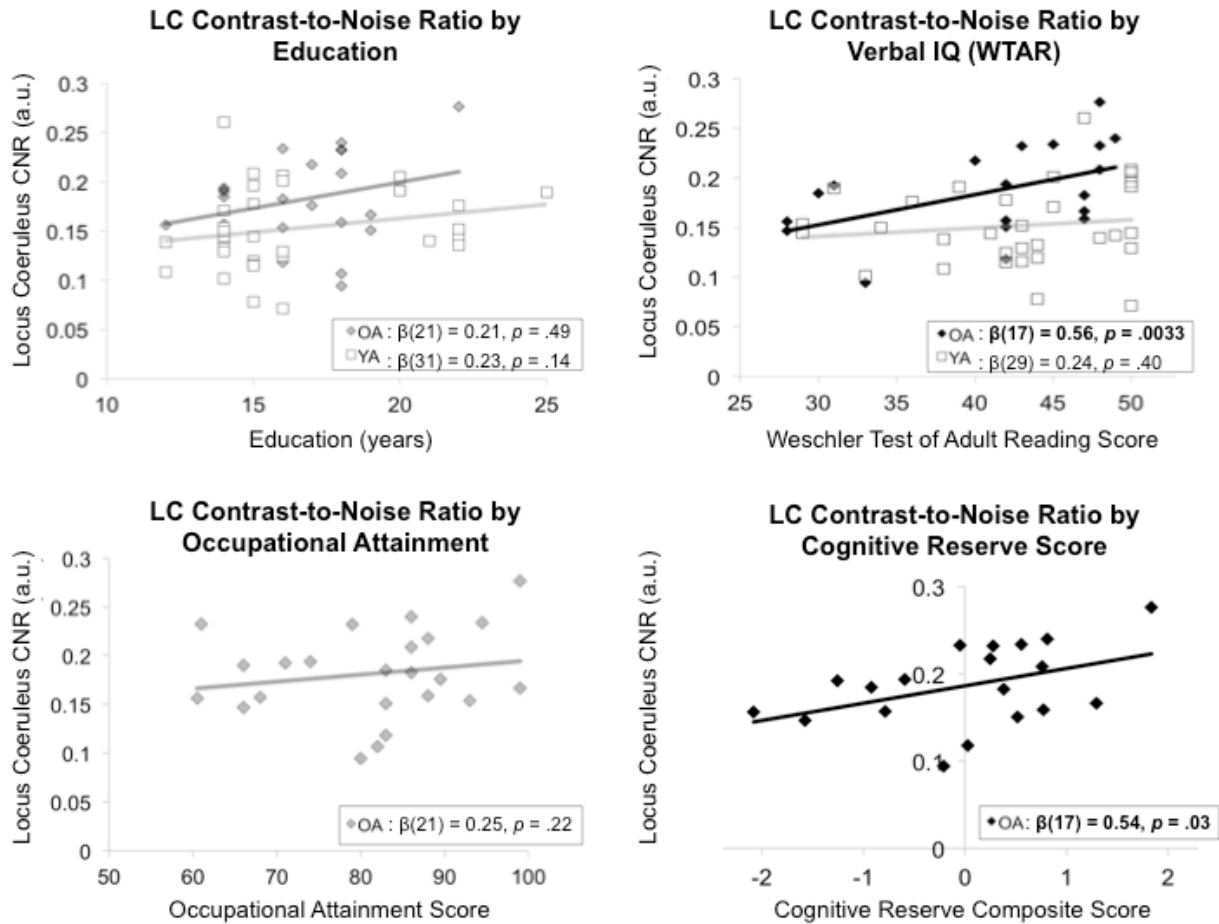 LC Contrast-to-Noise Ratio by
Education
Locus Coeruleus CNR (a.u.)
0.3
0.25
0.2
0.15
0.1
0.05
0
OA : β(21) = 0.21, p = .49
YA : β(31) = 0.23, p = .14
10 15 20 25
Education (years)
LC Contrast-to-Noise Ratio by
Verbal IQ (WTAR)
Locus Coeruleus CNR (a.u.)
0.3
0.25
0.2
0.15
0.1
0.05
0
OA : β(17) = 0.56, p = .0033
YA : β(29) = 0.24, p = .40
25 30 35 40 45 50
Weschler Test of Adult Reading Score
LC Contrast-to-Noise Ratio by
Occupational Attainment
Locus Coeruleus CNR (a.u.)
0.3
0.25
0.2
0.15
0.1
0.05
0
OA : β(21) = 0.25, p = .22
50 60 70 80 90 100
Occupational Attainment Score
LC Contrast-to-Noise Ratio by
Cognitive Reserve Score
Locus Coeruleus CNR (a.u.)
0.3
0.2
0.1
0
OA: β(17) = 0.54, p = .03
-2 -1 0 1 2
Cognitive Reserve Composite Score